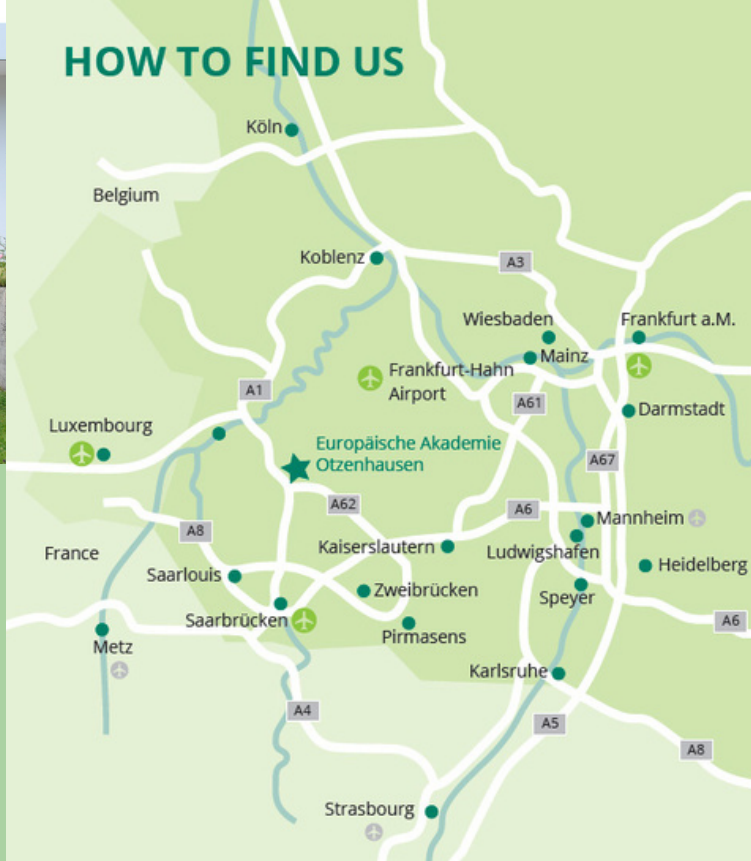 HOW TO FIND US
Köln
Belgium
Koblenz
A3
Wiesbaden
Frankfurt a.M.
Mainz
Frankfurt-Hahn
Airport
A1
A61
Darmstadt
Luxembourg
Europäische Akademie
Otzenhausen
A67
A62
A6
Mannheim
A8
France
Kaiserslautern
Ludwigshafen
Heidelberg
Saarlouis
Zweibrücken
Speyer
Saarbrücken
A6
Pirmasens
Metz
Karlsruhe
A4
A5
A8
Strasbourg